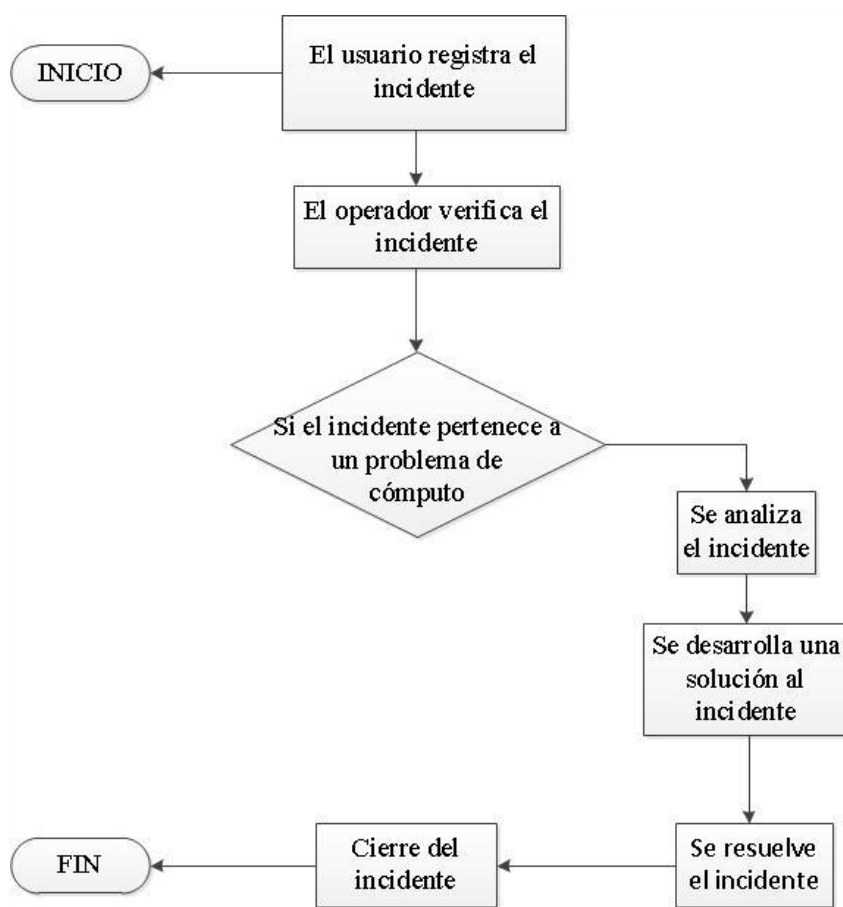 INICIO
El usuario registra el
incidente
El operador verifica el
incidente
Si el incidente pertenece a
un problema de
cómputo
Se analiza
el incidente
Se desarrolla una
solución al
incidente
Se resuelve
el incidente
Cierre del
incidente
FIN